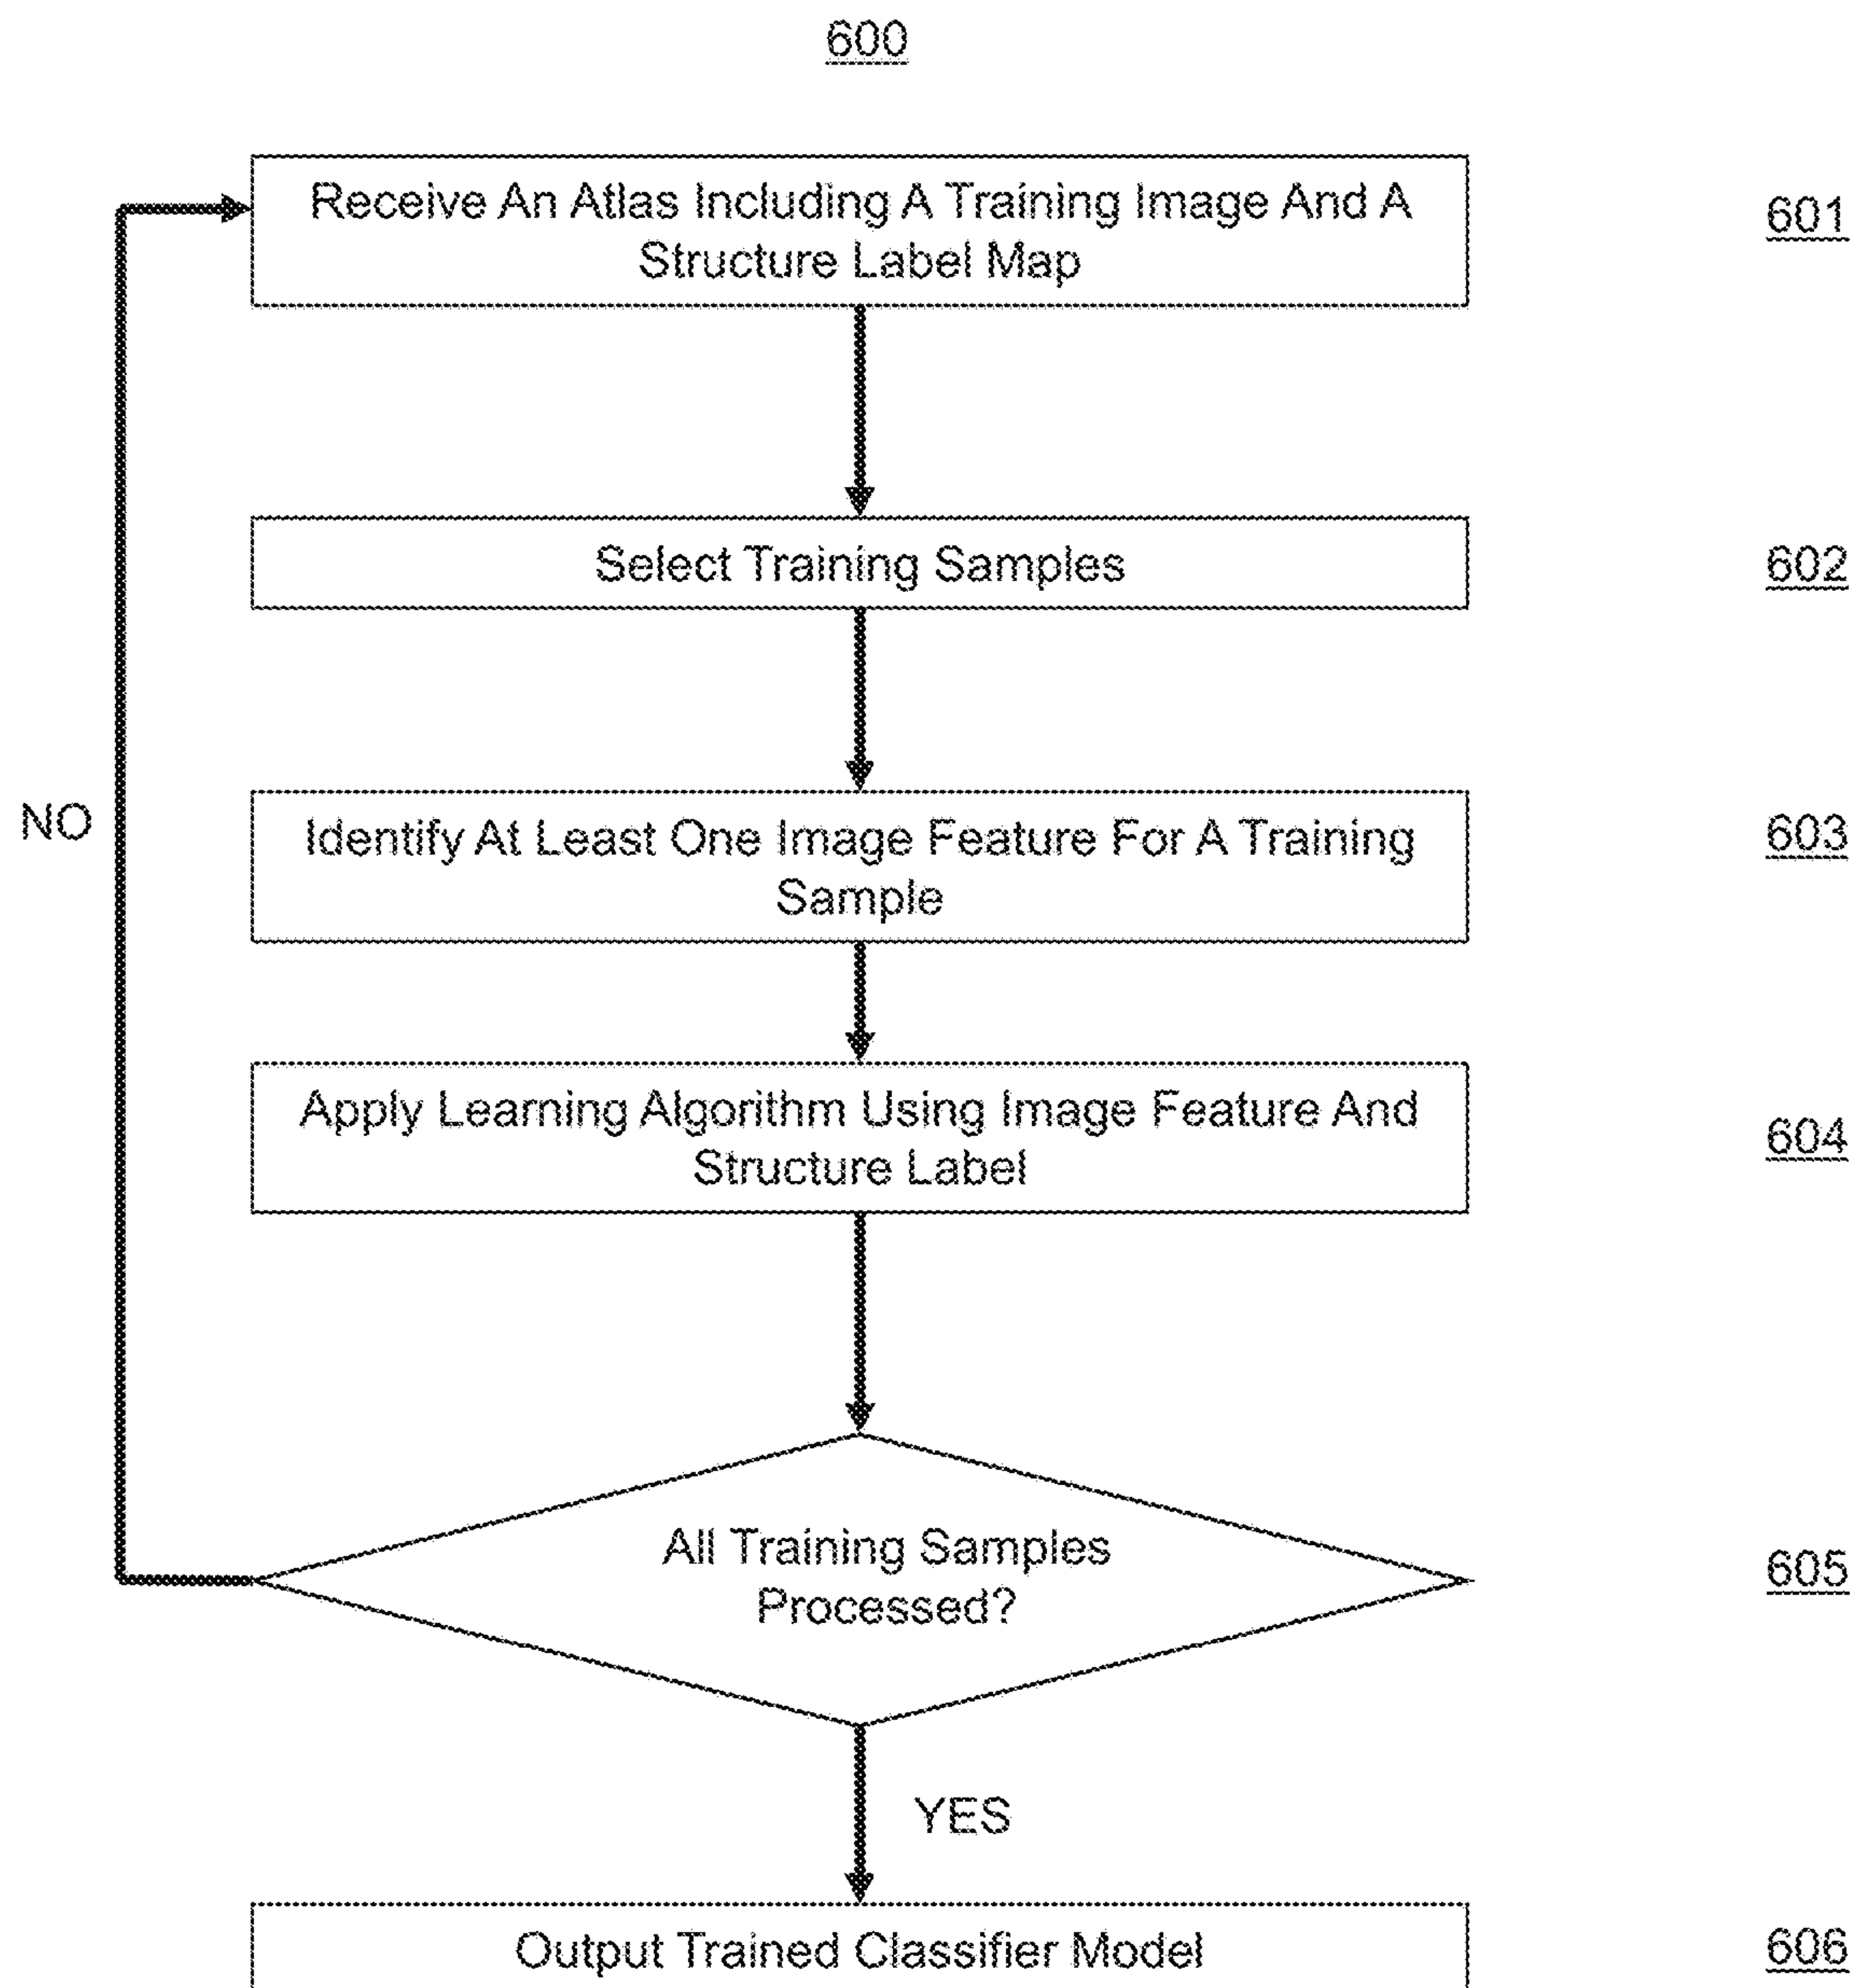 600
Receive An Atlas Including A Training Image And A
Structure Label Map
601
Select Training Samples
602
Identify At Least One Image Feature For A Training
Sample
603
NO
Apply Learning Algorithm Using Image Feature And
Structure Label
604
All Training Samples
Processed?
605
YES
Output Trained Classifier Model
606